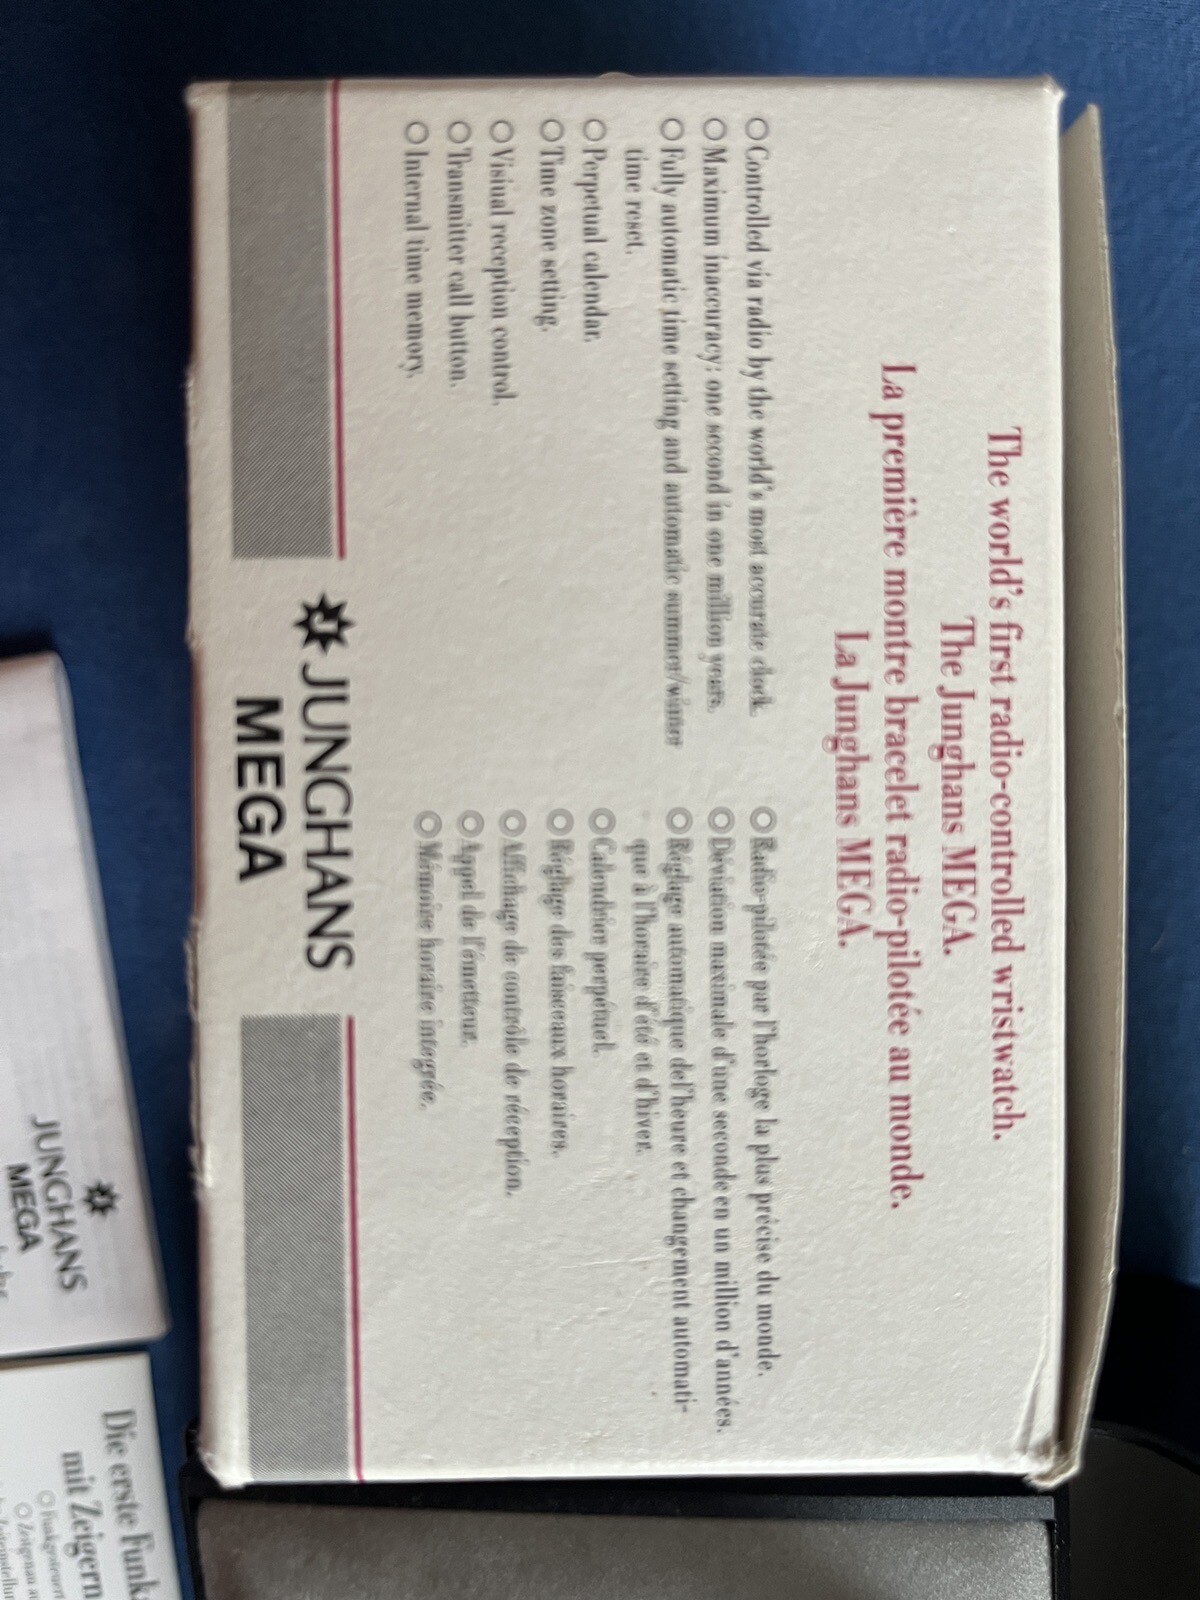 The world's first radio-controlled wristwatch.
The Junghans MEGA.
La première montre bracelet radio-pilotée au monde.
La Junghans MEGA.
Controlled via radio by the world's most accurate clock.
Maximum inaccuracy: one second in one million years.
Fully automatic time setting and automatic summer/winter
time reset.
Perpetual calendar.
Time zone setting.
Visiual reception control.
Transmitter call button.
Internal time memory.
Radio-pilotée par l'horloge la plus précise du monde.
Déviation maximale d'une seconde en un million d'années.
Réglage automatique del'heure et changement automati-
que à l'horaire d'été et d'hiver.
Calendrier perpétuel.
Réglage des faisceaux horaires.
Affichage de contrôle de réception.
Appel de l'émetteur.
Mémoire horaire integrée.
JUNGHANS
MEGA
JUNGHANS
MEGA
Die erste Funk
mit Zeigern
Funkgesteuert
Zeitgenau